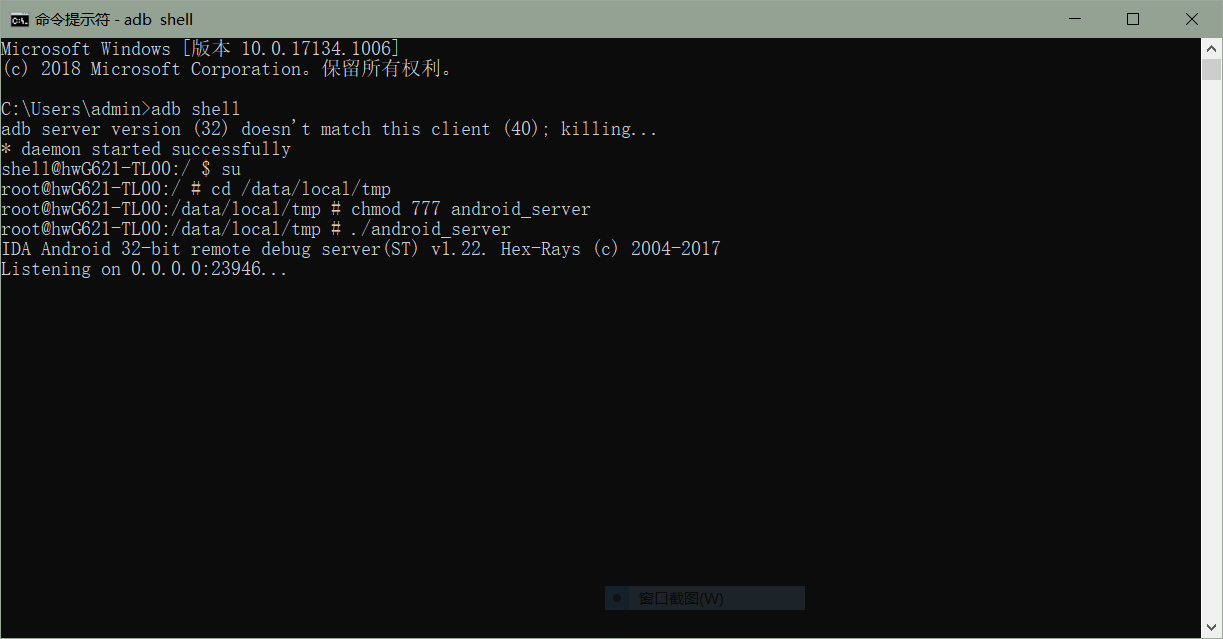 命令提示符 - adb  shell
Microsoft Windows [版本 10.0.17134.1006]
(c) 2018 Microsoft Corporation。保留所有权利。
C:\Users\admin>adb shell
adb server version (32) doesn't match this client (40); killing...
* daemon started successfully
shell@hwG621-TL00:/ $ su
root@hwG621-TL00:/ # cd /data/local/tmp
root@hwG621-TL00:/data/local/tmp # chmod 777 android_server
root@hwG621-TL00:/data/local/tmp # ./android_server
IDA Android 32-bit remote debug server(ST) v1.22. Hex-Rays (c) 2004-2017
Listening on 0.0.0.0:23946...
窗口截图(W)